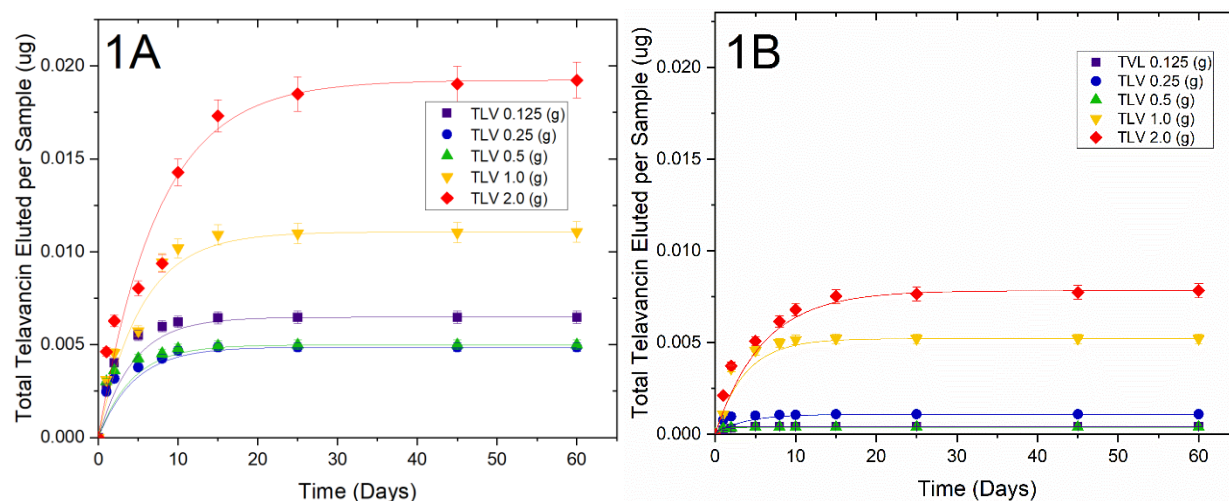 1A
Total Telavancin Eluted per Sample (ug)
0.020
0.015
0.010
0.005
0.000
TLV 0.125 (g)
TLV 0.25 (g)
TLV 0.5 (g)
TLV 1.0 (g)
TLV 2.0 (g)
0 10 20 30 40 50 60
Time (Days)
1B
Total Telavancin Eluted per Sample (ug)
0.020
0.015
0.010
0.005
0.000
TVL 0.125 (g)
TLV 0.25 (g)
TLV 0.5 (g)
TLV 1.0 (g)
TLV 2.0 (g)
0 10 20 30 40 50 60
Time (Days)